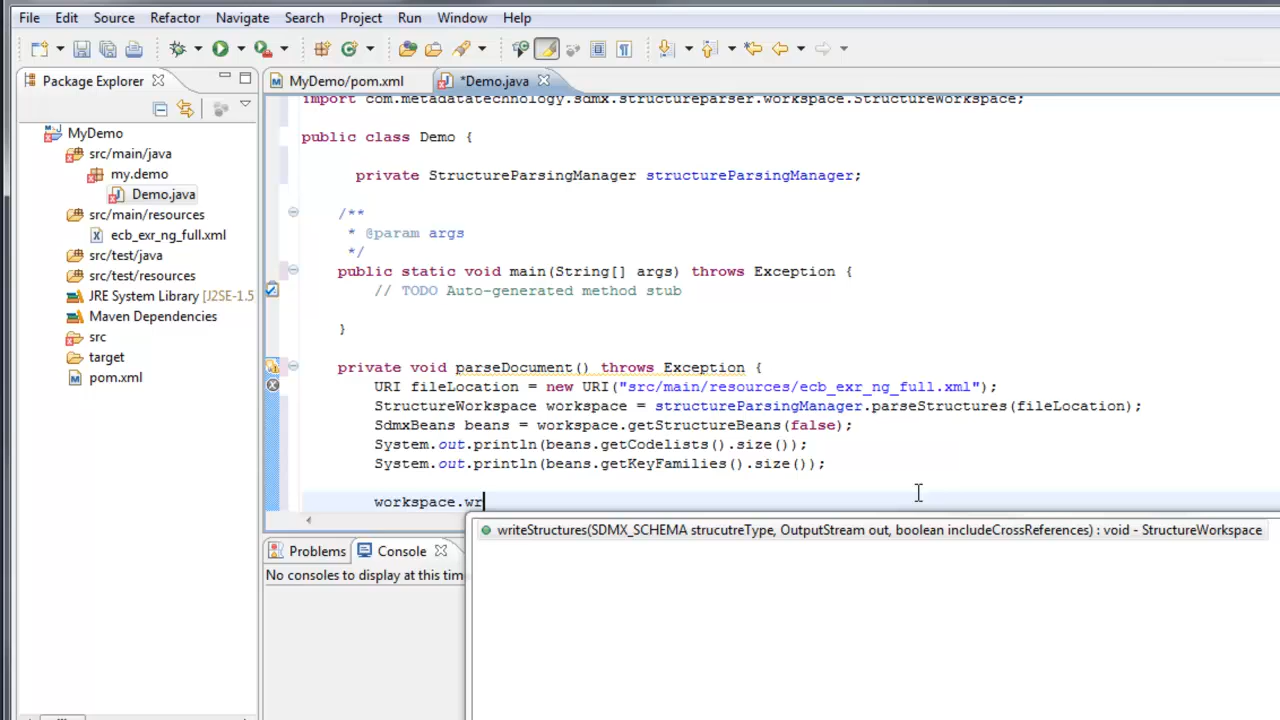 File Edit Source Refactor Navigate Search Project Run Window Help
Package Explorer
MyDemo/pom.xml
*Demo.java
MyDemo
src/main/java
my.demo
Demo.java
src/main/resources
ecb_exr_ng_full.xml
src/test/java
src/test/resources
JRE System Library [J2SE-1.5
Maven Dependencies
src
target
pom.xml
import com.metadatatechnology.sdmx.structureparser.workspace.StructureWorkspace;
public class Demo {
private StructureParsingManager structureParsingManager;
/**
* @param args
*/
public static void main(String[] args) throws Exception {
// TODO Auto-generated method stub
}
private void parseDocument() throws Exception {
URI fileLocation = new URI("src/main/resources/ecb_exr_ng_full.xml");
StructureWorkspace workspace = structureParsingManager.parseStructures(fileLocation);
SdmxBeans beans = workspace.getStructureBeans(false);
System.out.println(beans.getCodelists().size());
System.out.println(beans.getKeyFamilies().size());
workspace.wr
writeStructures(SDMX_SCHEMA strucutreType, OutputStream out, boolean includeCrossReferences) : void - StructureWorkspace
Problems
Console
No consoles to display at this tim